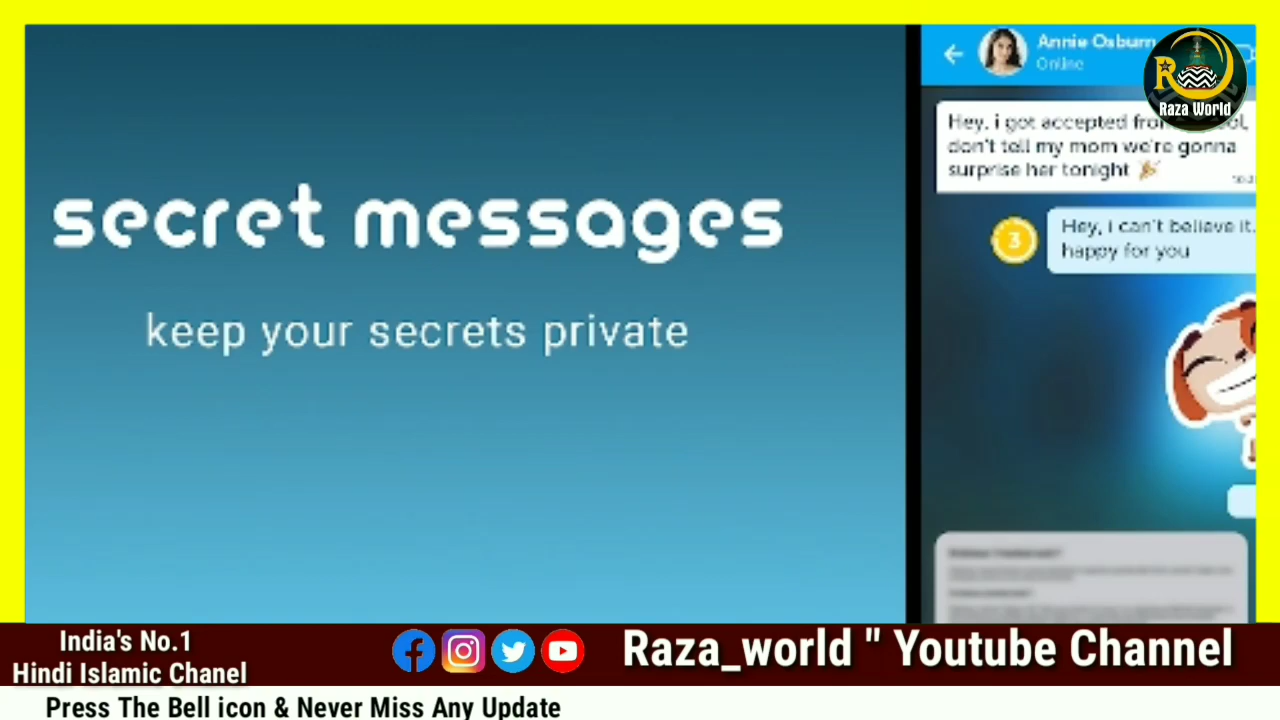 secret messages
keep your secrets private
Annie Osburn
Online
Raza World
Hey, i got accepted
don't tell my mom we're gonna
surprise her tonight 🎉
3
Hey, i can't believe it.
happy for you
India's No.1
Hindi Islamic Chanel
Raza_world " Youtube Channel
Press The Bell icon & Never Miss Any Update